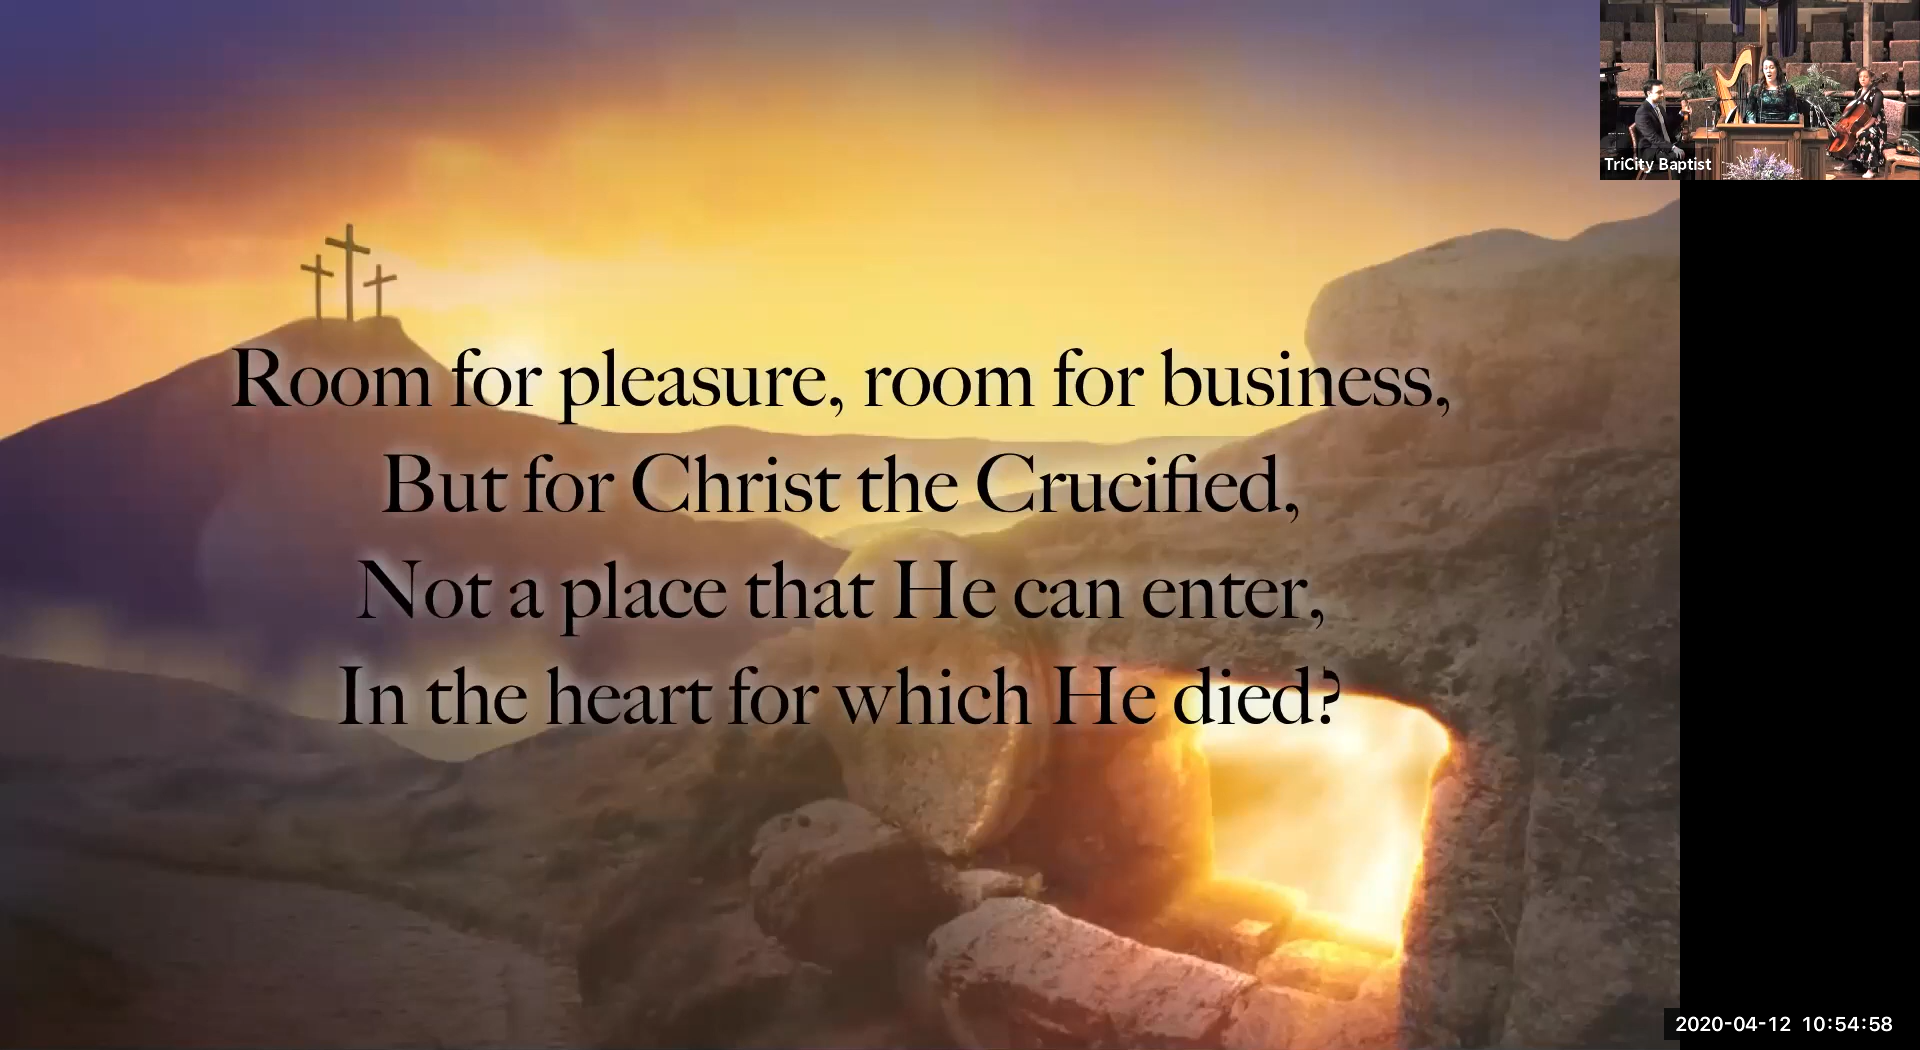 TriCity Baptist
Room for pleasure, room for business,
But for Christ the Crucified,
Not a place that He can enter,
In the heart for which He died?
2020-04-12 10:54:58